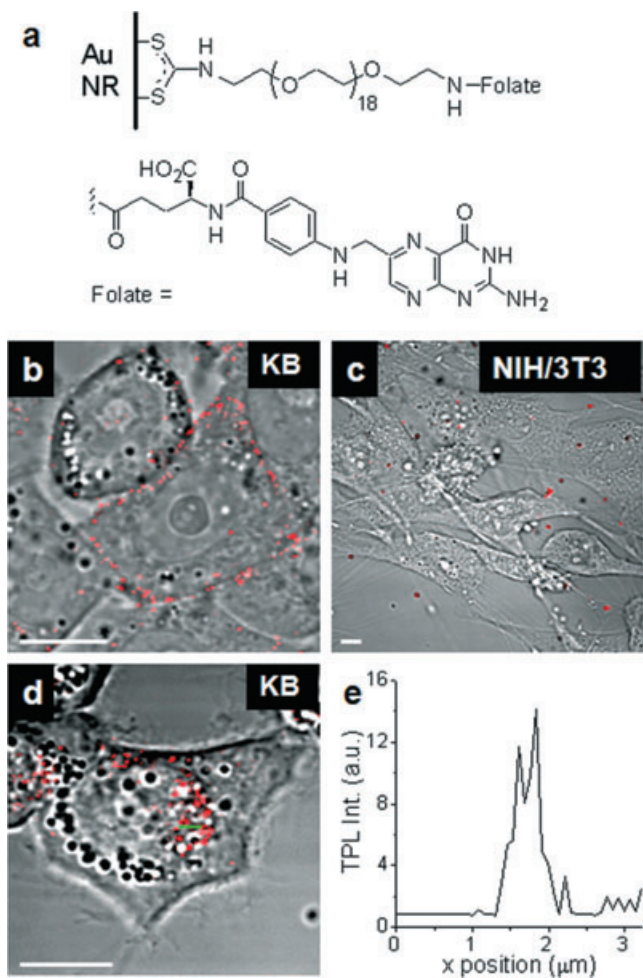 a
Au
NR
S
S
H
N
O
18
O
N
H
Folate
HO₂C
O
O
N
H
O
N
H
N
N
O
NH
N
NH₂
Folate =
b
KB
c
NIH/3T3
d
KB
e
TPL Int. (a.u.)
16
12
8
4
0
0
1
2
3
x position (μm)